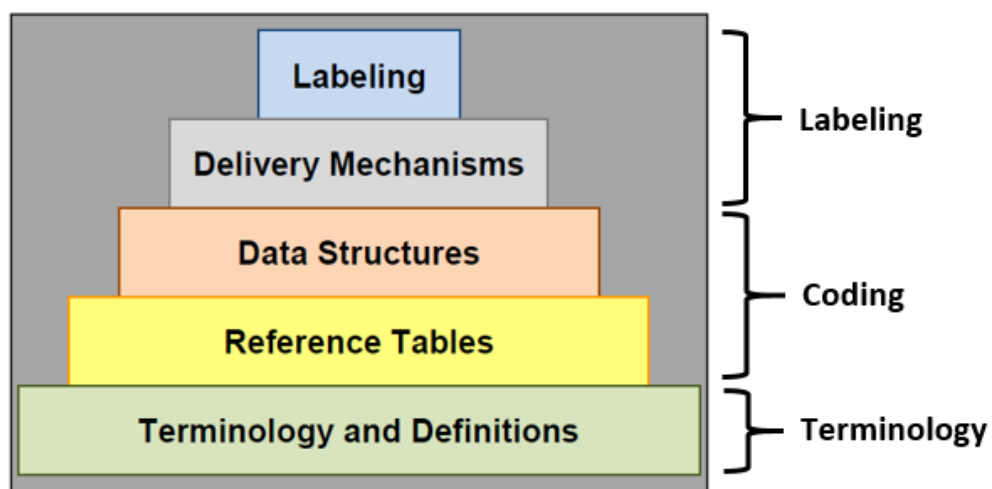 Labeling
Delivery Mechanisms
Data Structures
Reference Tables
Terminology and Definitions
Labeling
Coding
Terminology